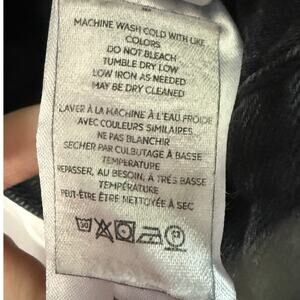 MACHINE WASH COLD WITH LIKE
COLORS
DO NOT BLEACH
TUMBLE DRY LOW
LOW IRON AS NEEDED
MAY BE DRY CLEANED
LAVER À LA MACHINE À L'EAU FROIDE
AVEC COULEURS SIMILAIRES
NE PAS BLANCHIR
SECHER PAR CULBUTAGE À BASSE
TEMPÉRATURE
REPASSER, AU BESOIN, À TRÈS BASSE
TEMPÉRATURE
PEUT-ÊTRE ÊTRE NETTOYÉE À SEC